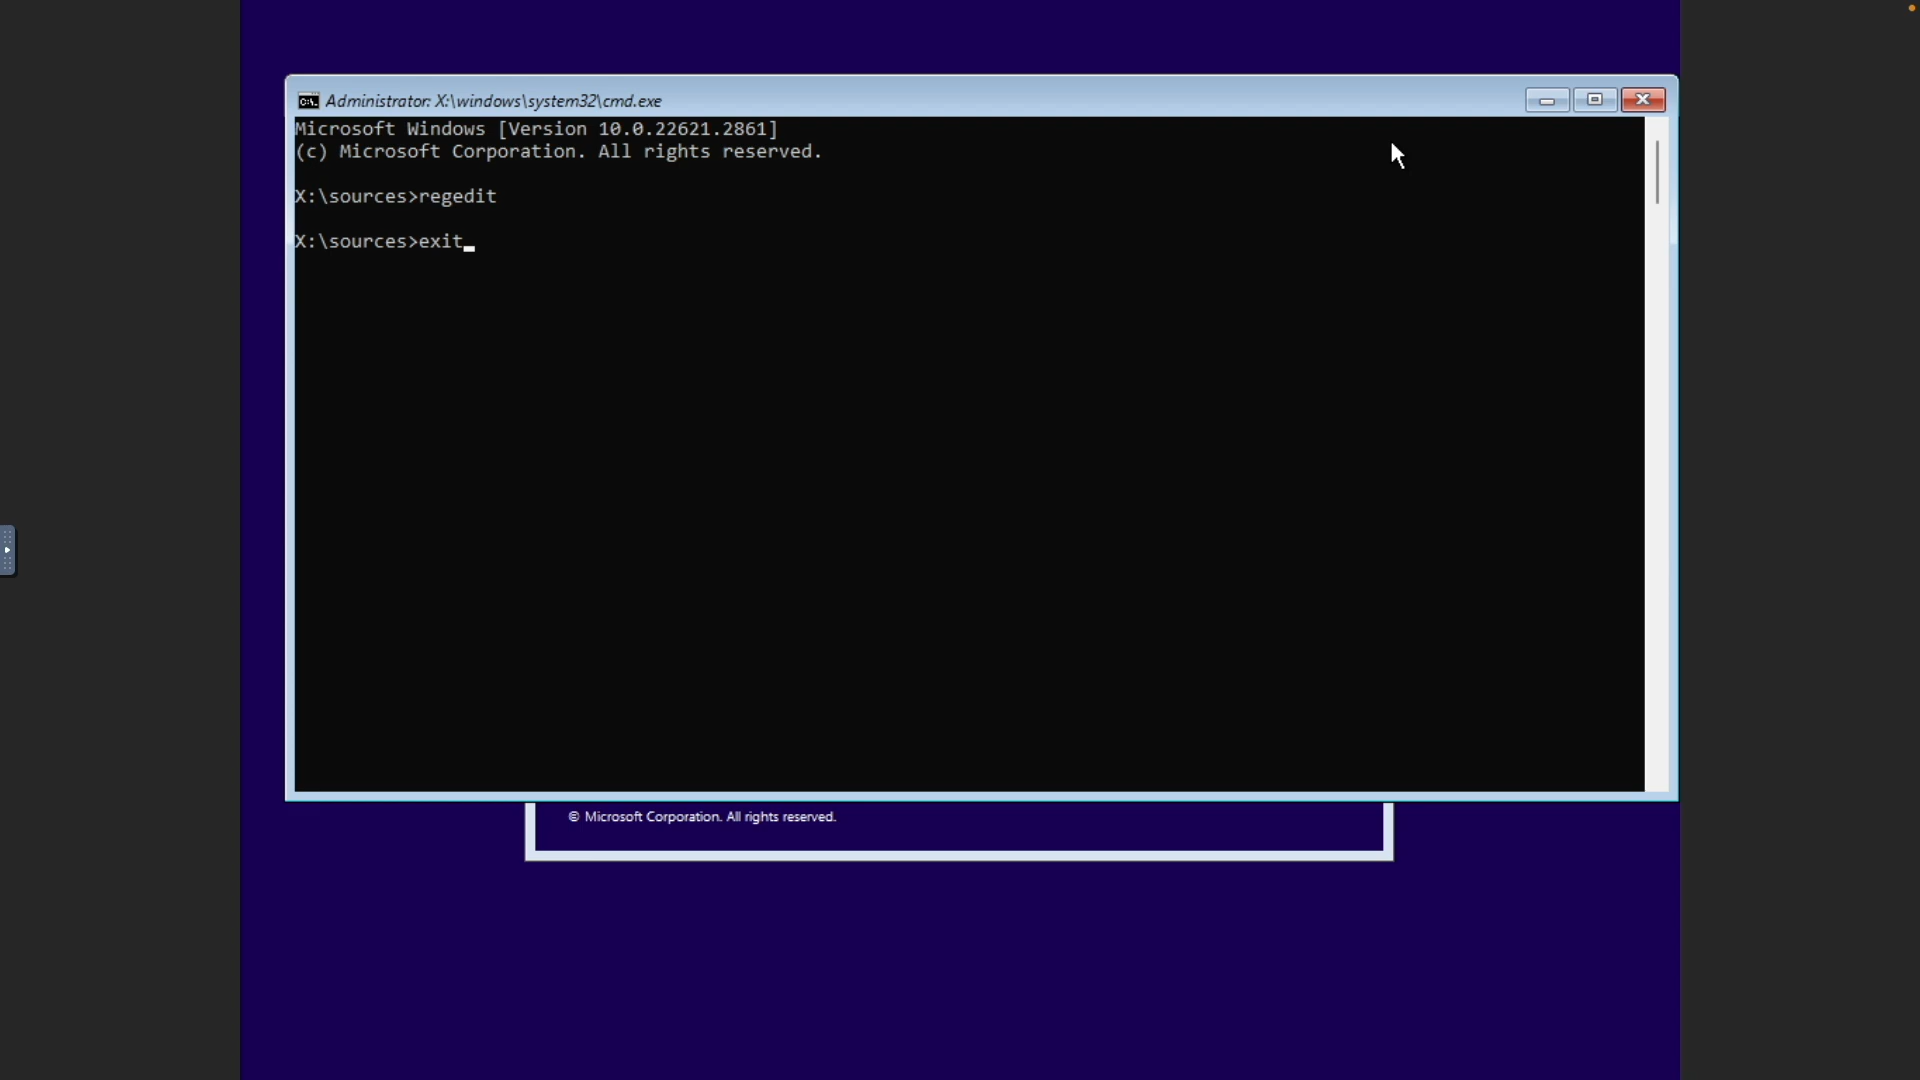 Administrator: X:\windows\system32\cmd.exe
Microsoft Windows [Version 10.0.22621.2861]
(c) Microsoft Corporation. All rights reserved.
X:\sources>regedit
X:\sources>exit
© Microsoft Corporation. All rights reserved.